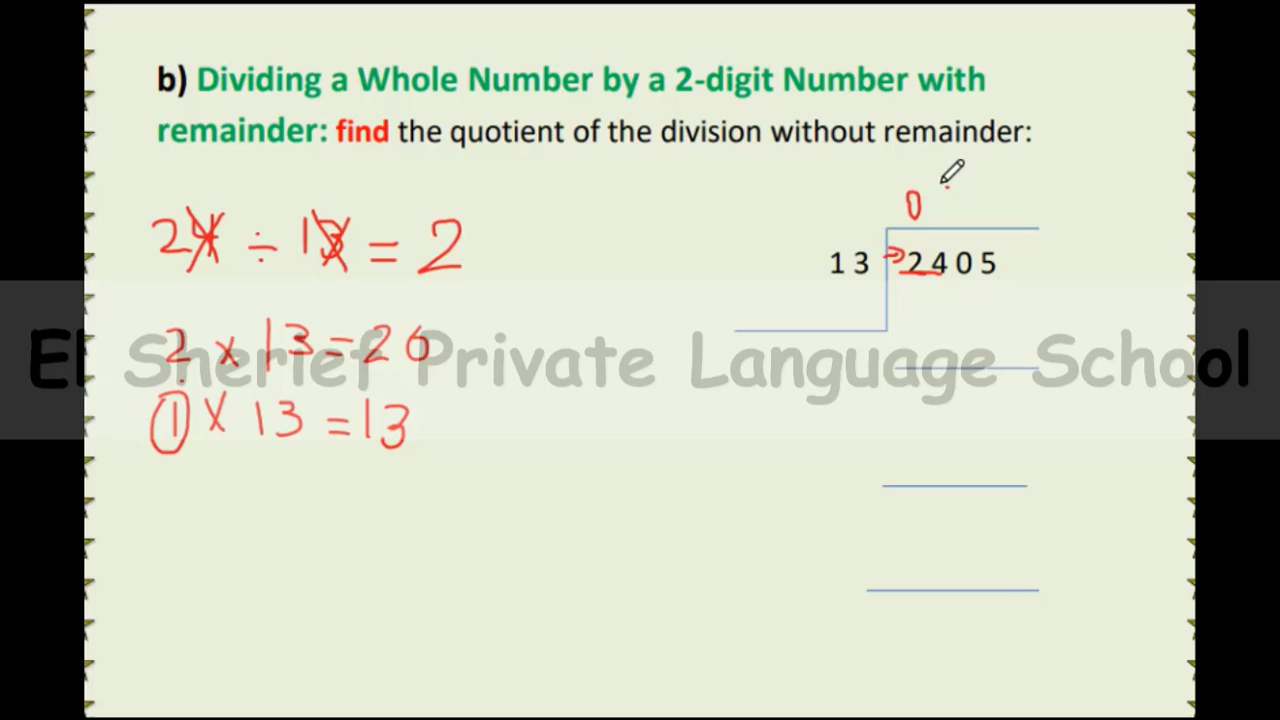 b) Dividing a Whole Number by a 2-digit Number with
remainder: find the quotient of the division without remainder:
24 ÷ 13 = 2
0
13 2405
2 x 13 = 26
El Sherief Private Language School
1 x 13 = 13